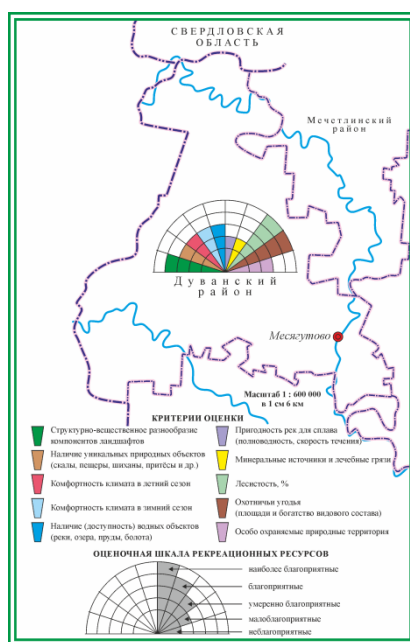 СВЕРДЛОВСКАЯ
ОБЛАСТЬ
Мечетлинский
район
Дуванский
район
Месягутово
Масштаб 1 : 600 000
в 1 см 6 км
КРИТЕРИИ ОЦЕНКИ
Структурно-вещественное разнообразие
компонентов ландшафтов
Наличие уникальных природных объектов
(скалы, пещеры, шиханы, притёсы и др.)
Комфортность климата в летний сезон
Комфортность климата в зимний сезон
Наличие (доступность) водных объектов
(реки, озера, пруды, болота)
Пригодность рек для сплава
(полноводность, скорость течения)
Минеральные источники и лечебные грязи
Лесистость, %
Охотничьи угодья
(площади и богатство видового состава)
Особо охраняемые природные территория
ОЦЕНОЧНАЯ ШКАЛА РЕКРЕАЦИОННЫХ РЕСУРСОВ
наиболее благоприятные
благоприятные
умеренно благоприятные
малоблагоприятные
неблагоприятные